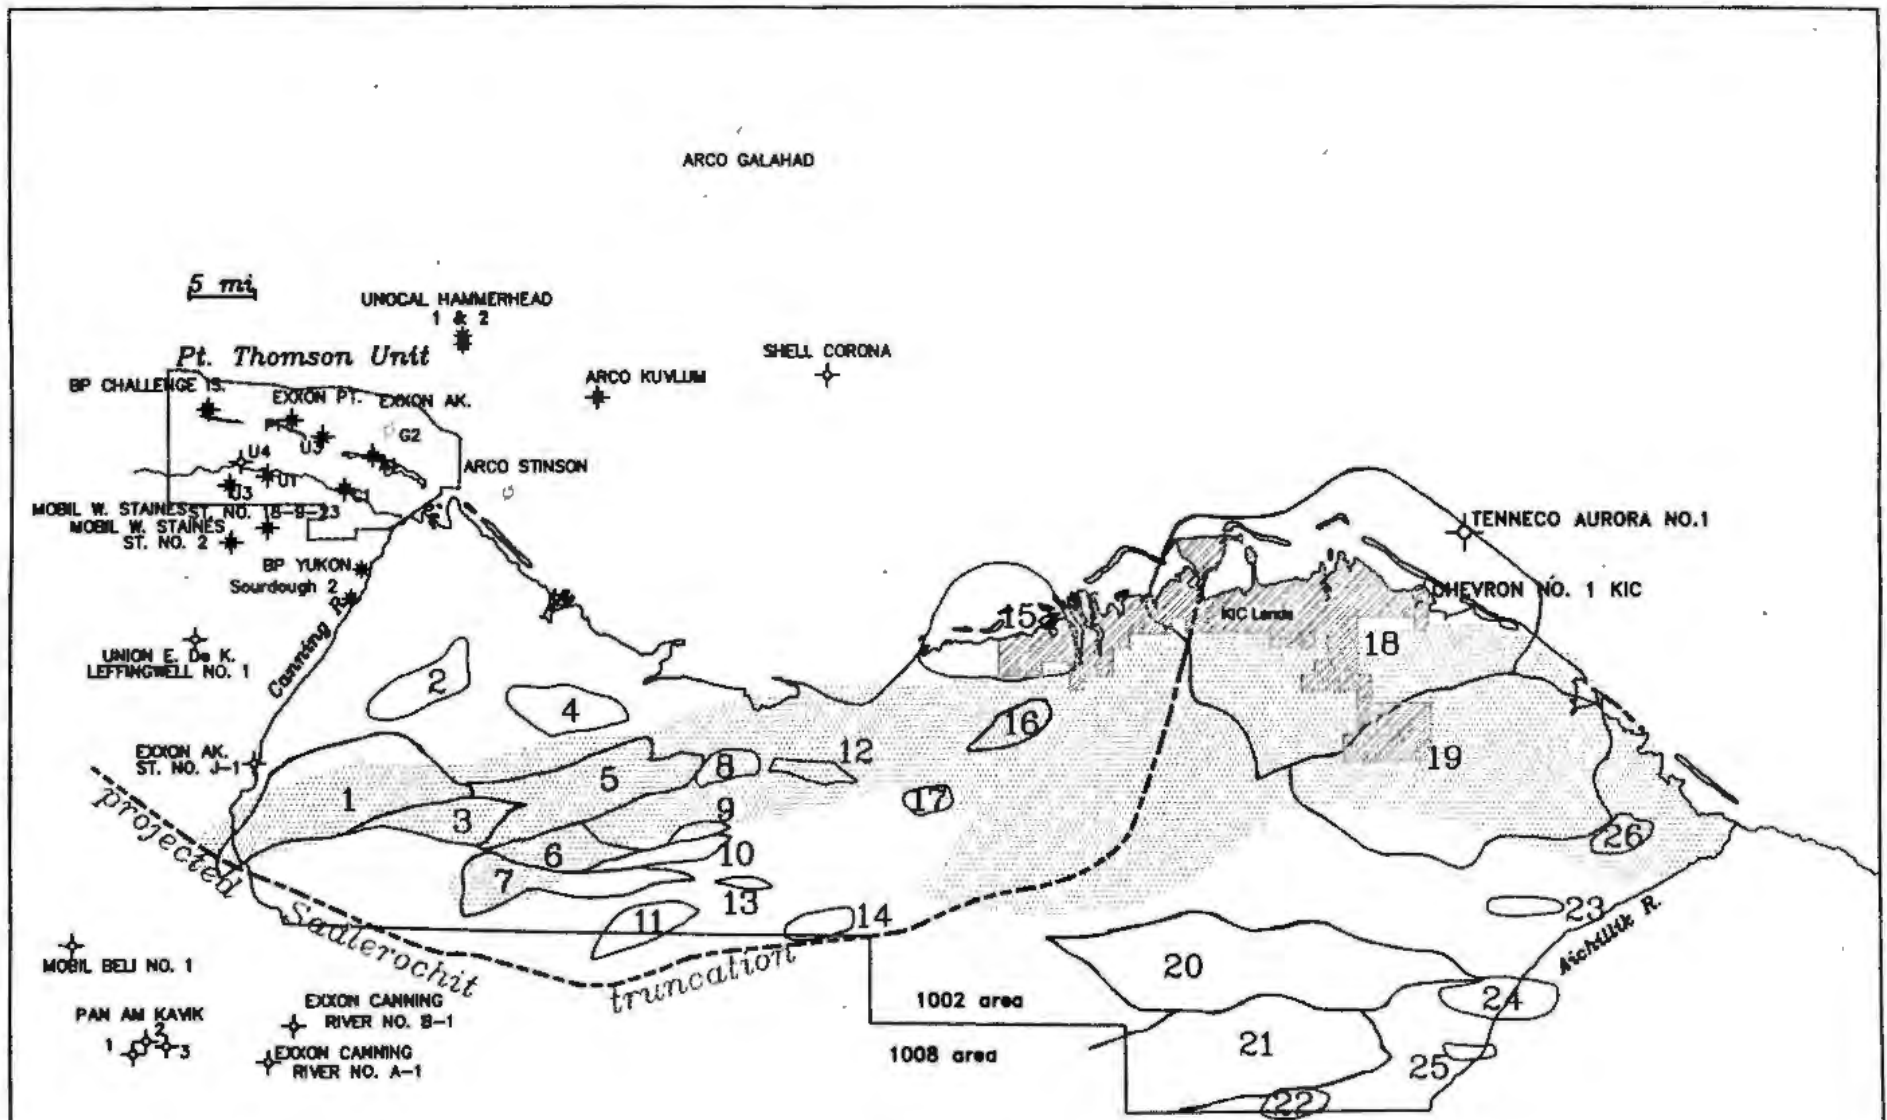 ARCO GALAHAD
5 mi
UNOCAL HAMMERHEAD
1 & 2
Pt. Thomson Unit
SHELL CORONA
BP CHALLENGE IS.
EXXON PT.
EXXON AK.
ARCO KUVLUM
U3
G2
U4
U1
J3
C1
ARCO STINSON
MOBIL W. STAINES
ST. NO. 18-9-23
MOBIL W. STAINES
ST. NO. 2
TENNECO AURORA NO.1
BP YUKON
Sourdough 2
CHEVRON NO. 1 KIC
KIC Lands
Canning R.
UNION E. De K.
LEFFINGWELL NO. 1
15
18
2
4
16
EXXON AK.
ST. NO. J-1
12
19
8
5
1
17
3
9
26
6
10
7
13
23
11
14
projected Sadlerochit truncation
Aichilik R.
MOBIL BELI NO. 1
20
24
EXXON CANNING
RIVER NO. B-1
1002 area
PAN AM KAVIK
1
2
3
EXXON CANNING
RIVER NO. A-1
1008 area
21
25
22